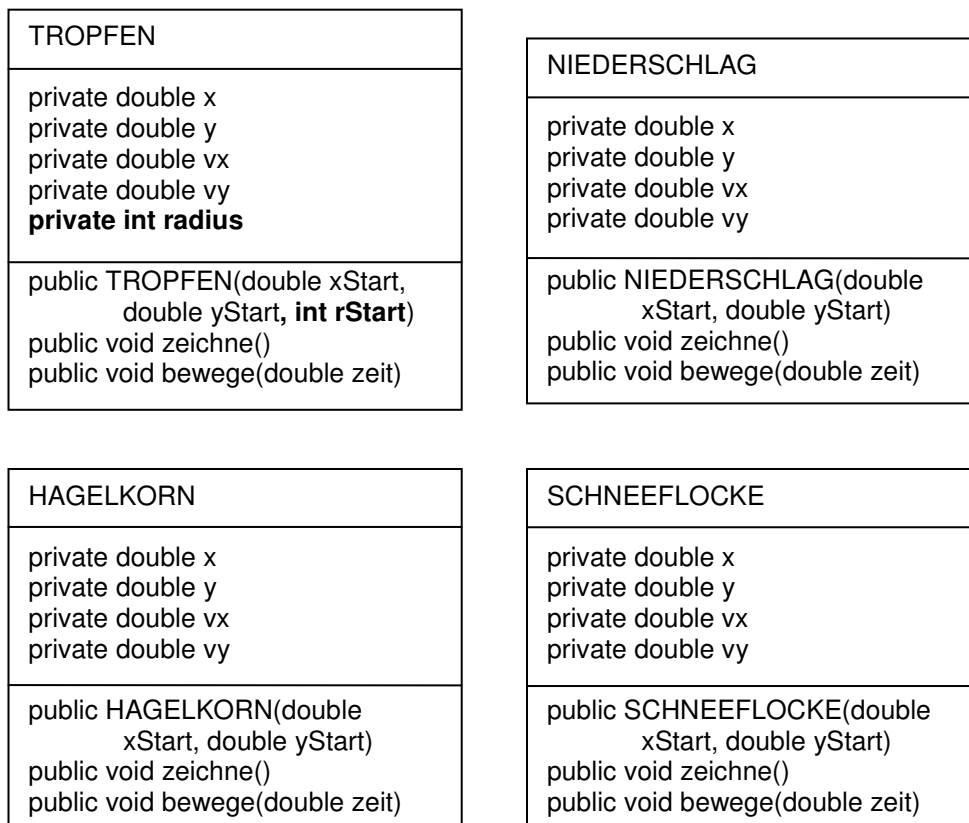 TROPFEN
private double x
private double y
private double vx
private double vy
private int radius
public TROPFEN(double xStart,
double yStart, int rStart)
public void zeichne()
public void bewege(double zeit)
NIEDERSCHLAG
private double x
private double y
private double vx
private double vy
public NIEDERSCHLAG(double
xStart, double yStart)
public void zeichne()
public void bewege(double zeit)
HAGELKORN
private double x
private double y
private double vx
private double vy
public HAGELKORN(double
xStart, double yStart)
public void zeichne()
public void bewege(double zeit)
SCHNEEFLOCKE
private double x
private double y
private double vx
private double vy
public SCHNEEFLOCKE(double
xStart, double yStart)
public void zeichne()
public void bewege(double zeit)